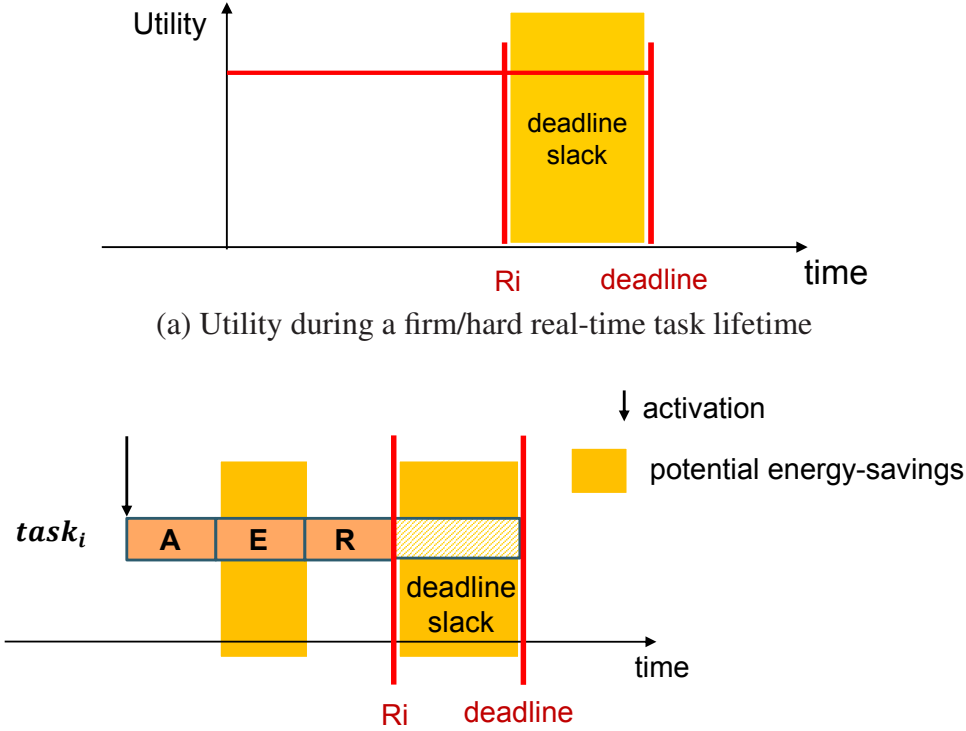 Utility
deadline
slack
Ri
deadline
time
(a) Utility during a firm/hard real-time task lifetime
activation
potential energy-savings
task_i
A
E
R
deadline
slack
time
Ri
deadline